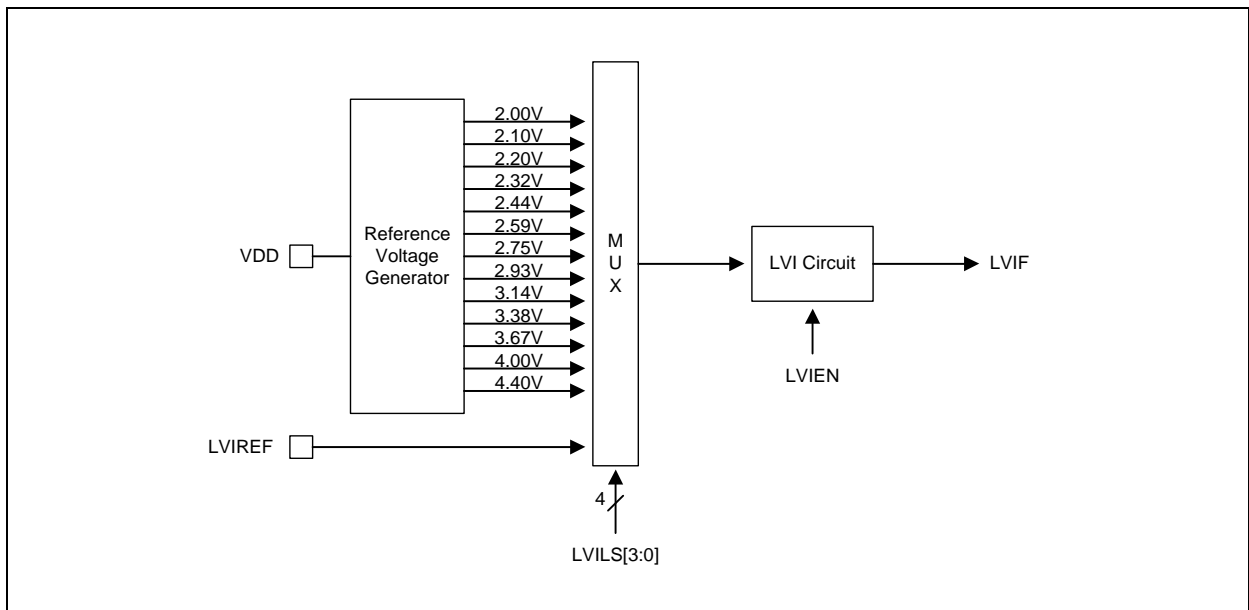 VDD
Reference
Voltage
Generator
2.00V
2.10V
2.20V
2.32V
2.44V
2.59V
2.75V
2.93V
3.14V
3.38V
3.67V
4.00V
4.40V
LVIREF
M
U
X
4
LVILS[3:0]
LVI Circuit
LVIEN
LVIF